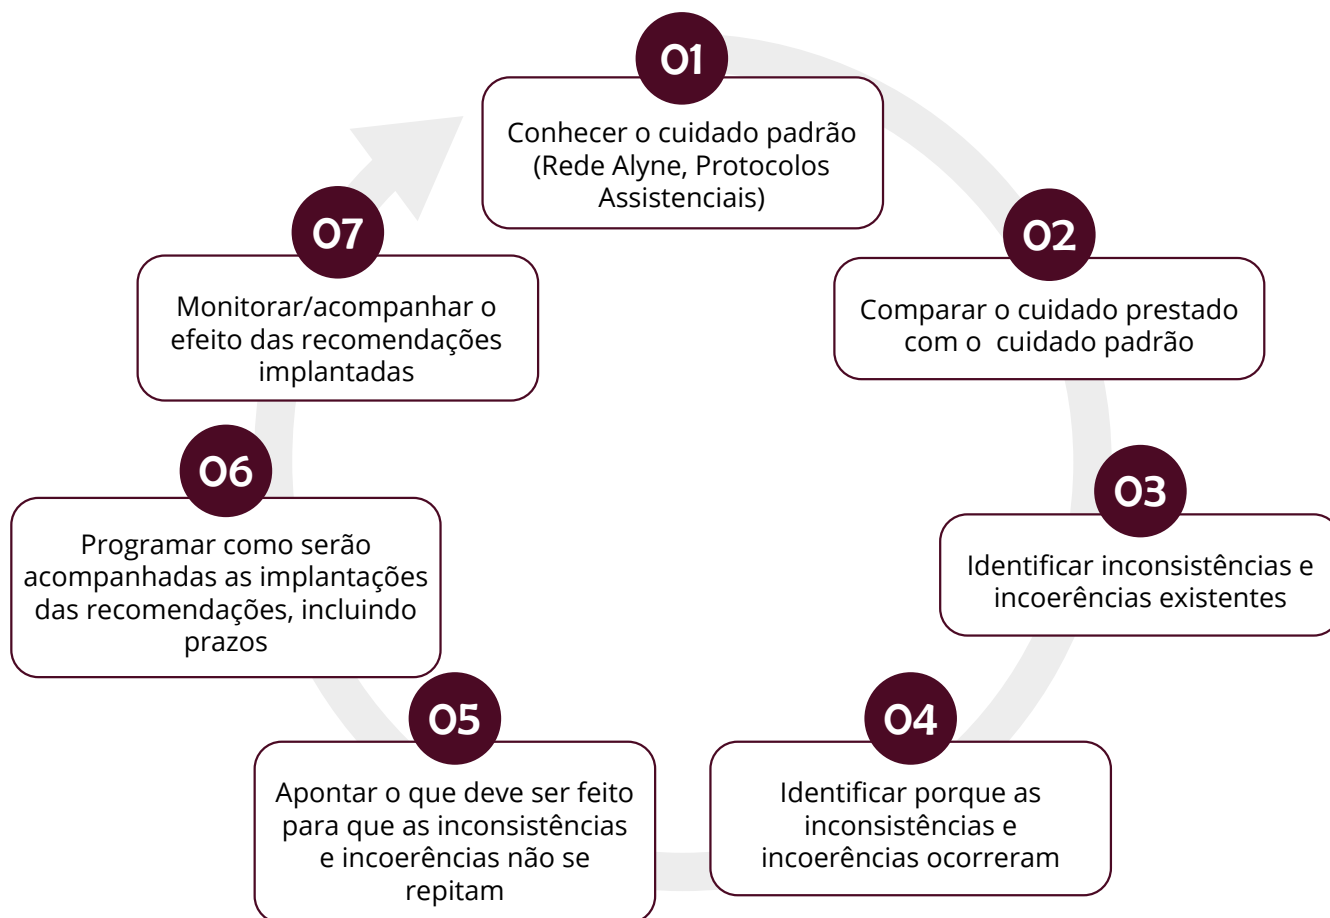 01
Conhecer o cuidado padrão
(Rede Alyne, Protocolos
Assistenciais)
02
Comparar o cuidado prestado
com o  cuidado padrão
03
Identificar inconsistências e
incoerências existentes
04
Identificar porque as
inconsistências e
incoerências ocorreram
05
Apontar o que deve ser feito
para que as inconsistências
e incoerências não se
repitam
06
Programar como serão
acompanhadas as implantações
das recomendações, incluindo
prazos
07
Monitorar/acompanhar o
efeito das recomendações
implantadas